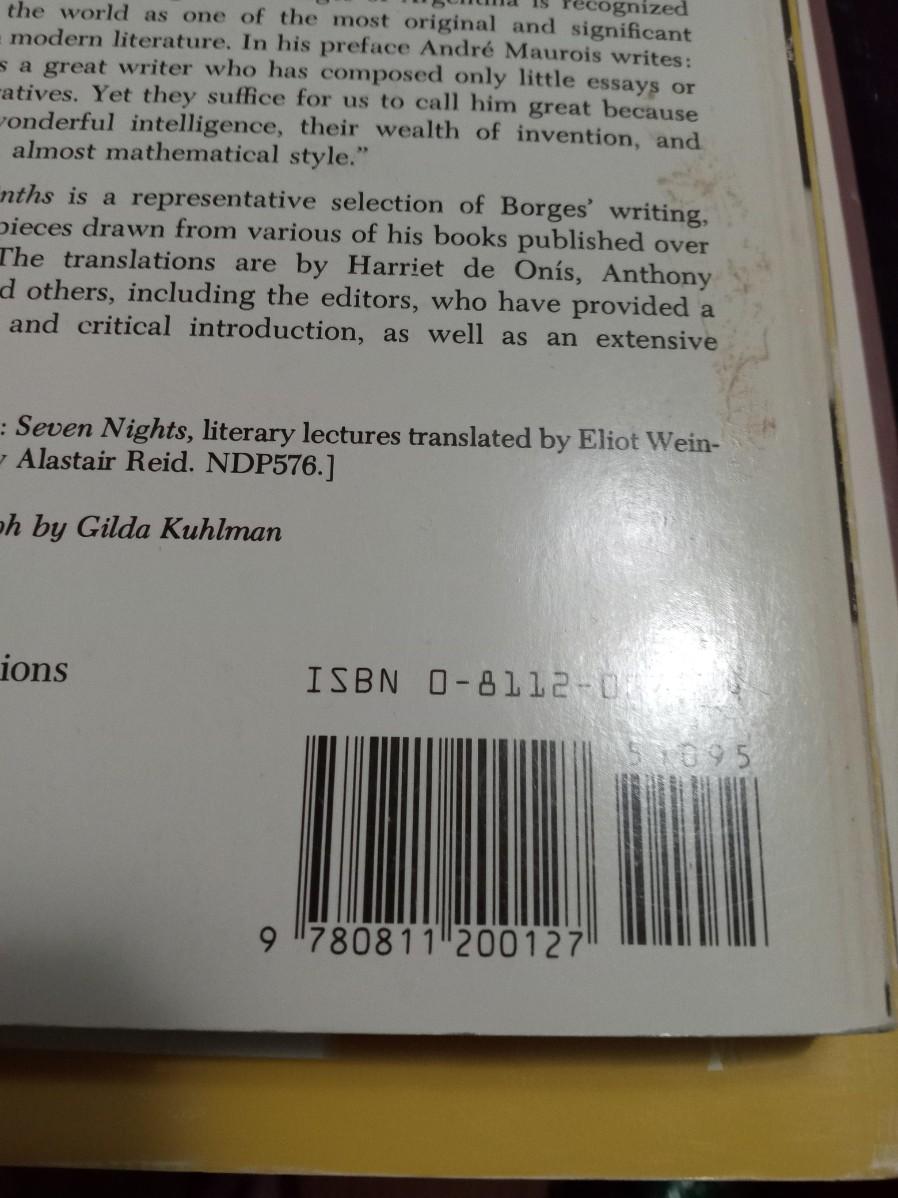 is recognized
the world as one of the most original and significant
modern literature. In his preface André Maurois writes:
a great writer who has composed only little essays or
Yet they suffice for us to call him great because
intelligence, their wealth of invention, and
almost mathematical style.”
is a representative selection of Borges’ writing,
pieces drawn from various of his books published over
The translations are by Harriet de Onís, Anthony
others, including the editors, who have provided a
and critical introduction, as well as an extensive
: Seven Nights, literary lectures translated by Eliot Wein-
Alastair Reid. NDP576.]
by Gilda Kuhlman
ISBN 0-8112-0
9 780811 200127